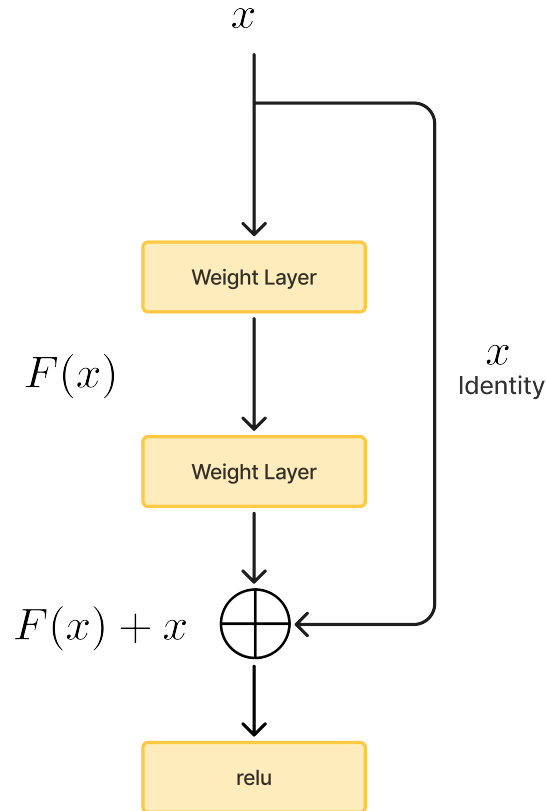 x
Weight Layer
F(x)
x
Identity
Weight Layer
F(x) + x
relu